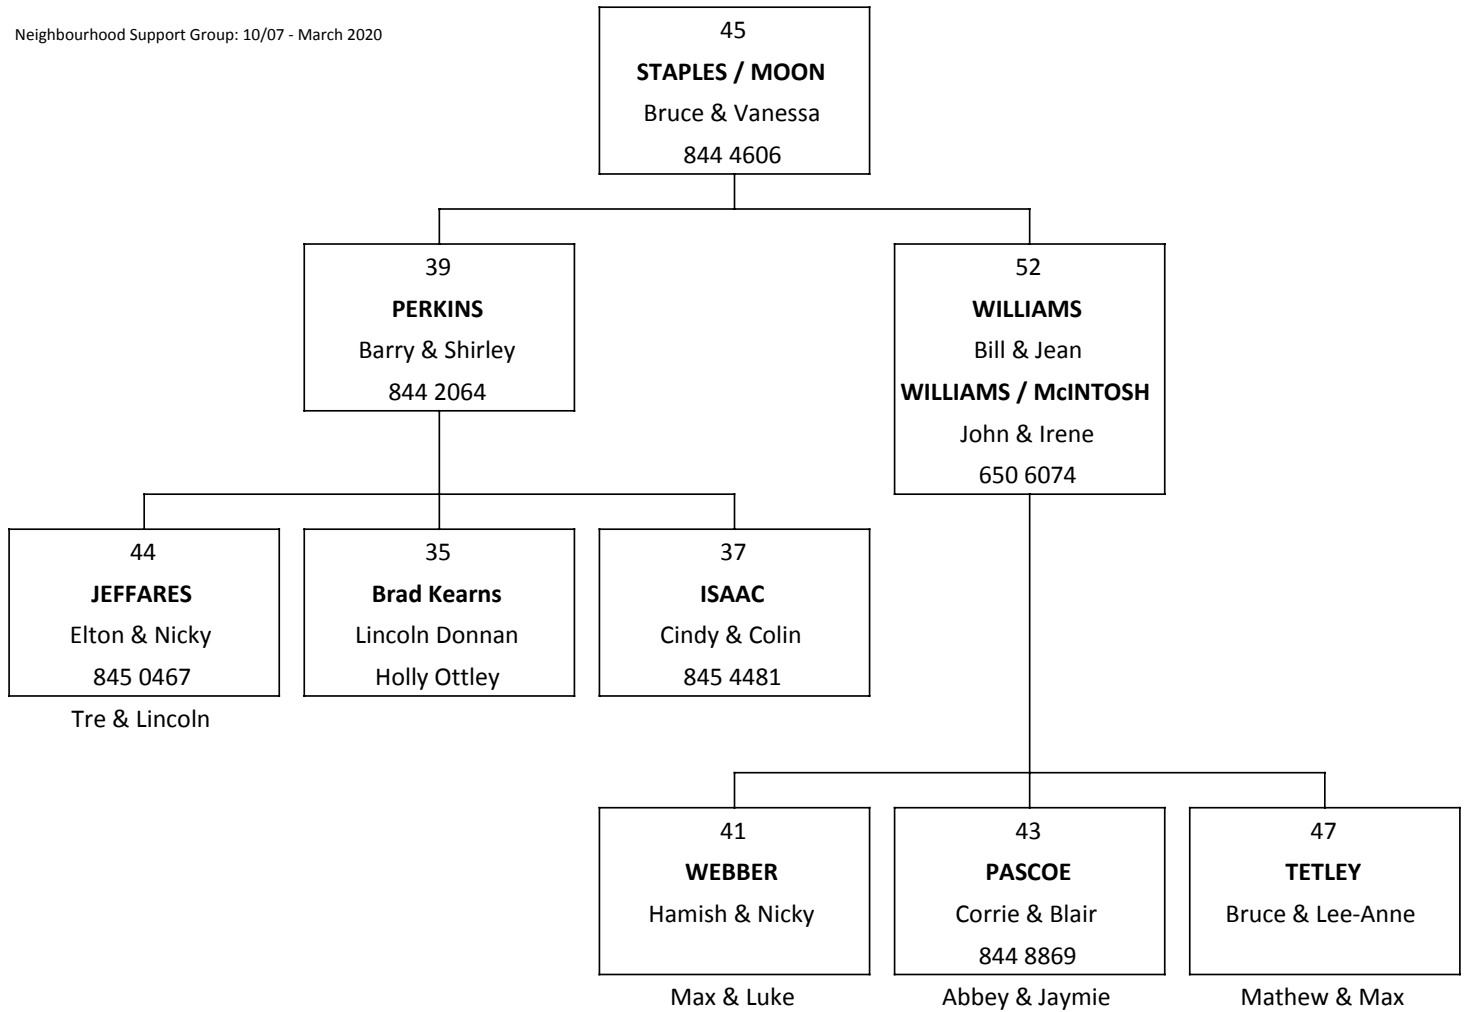 Neighbourhood Support Group: 10/07 - March 2020
45
STAPLES / MOON
Bruce & Vanessa
844 4606
39
PERKINS
Barry & Shirley
844 2064
52
WILLIAMS
Bill & Jean
WILLIAMS / McINTOSH
John & Irene
650 6074
44
JEFFARES
Elton & Nicky
845 0467
Tre & Lincoln
35
Brad Kearns
Lincoln Donnan
Holly Ottley
37
ISAAC
Cindy & Colin
845 4481
41
WEBBER
Hamish & Nicky
Max & Luke
43
PASCOE
Corrie & Blair
844 8869
Abbey & Jaymie
47
TETLEY
Bruce & Lee-Anne
Mathew & Max